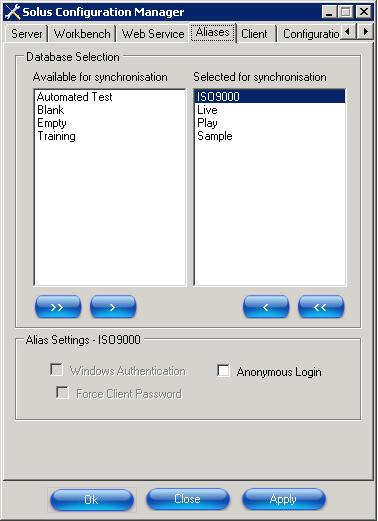 Solus Configuration Manager
Server Workbench Web Service Aliases Client Configuratio
Database Selection
Available for synchronisation
Automated Test
Blank
Empty
Training
Selected for synchronisation
ISO9000
Live
Play
Sample
>> > < <<
Alias Settings - ISO9000
Windows Authentication
Anonymous Login
Force Client Password
Ok Close Apply